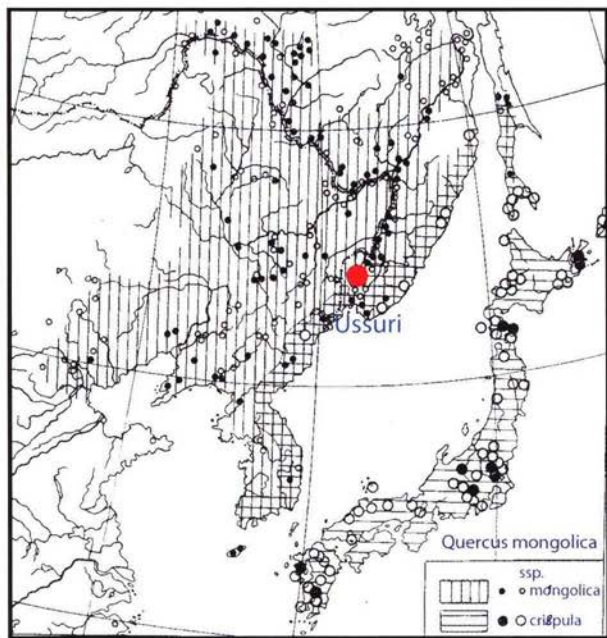 Ussuri
Quercus mongolica
ssp.
mongolica
crispula